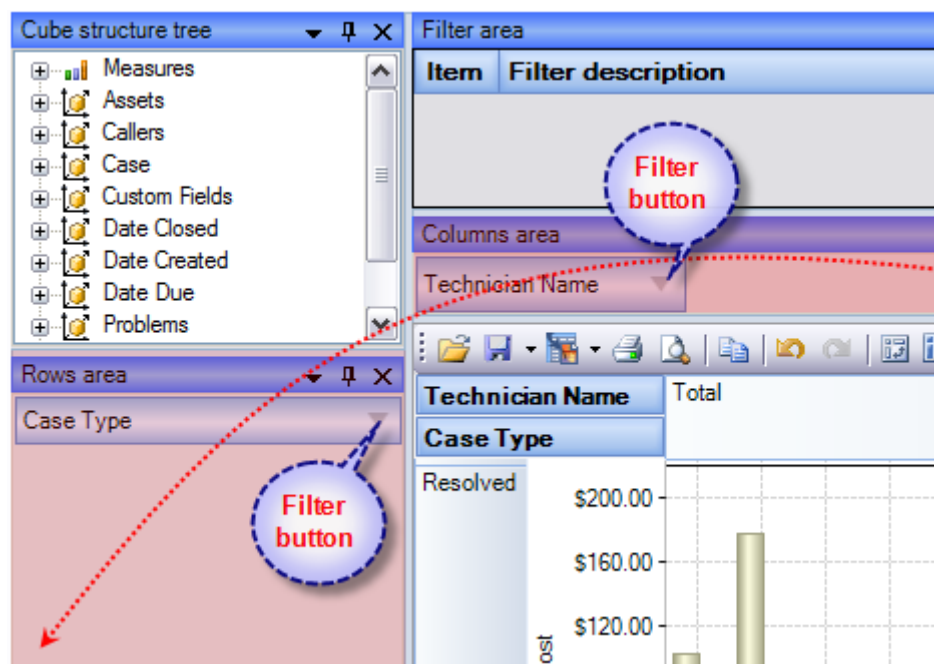 Cube structure tree
Measures
Assets
Callers
Case
Custom Fields
Date Closed
Date Created
Date Due
Problems
Rows area
Case Type
Filter
button
Filter area
Item Filter description
Filter
button
Columns area
Technician Name
Technician Name
Total
Case Type
Resolved
$200.00
$160.00
$120.00